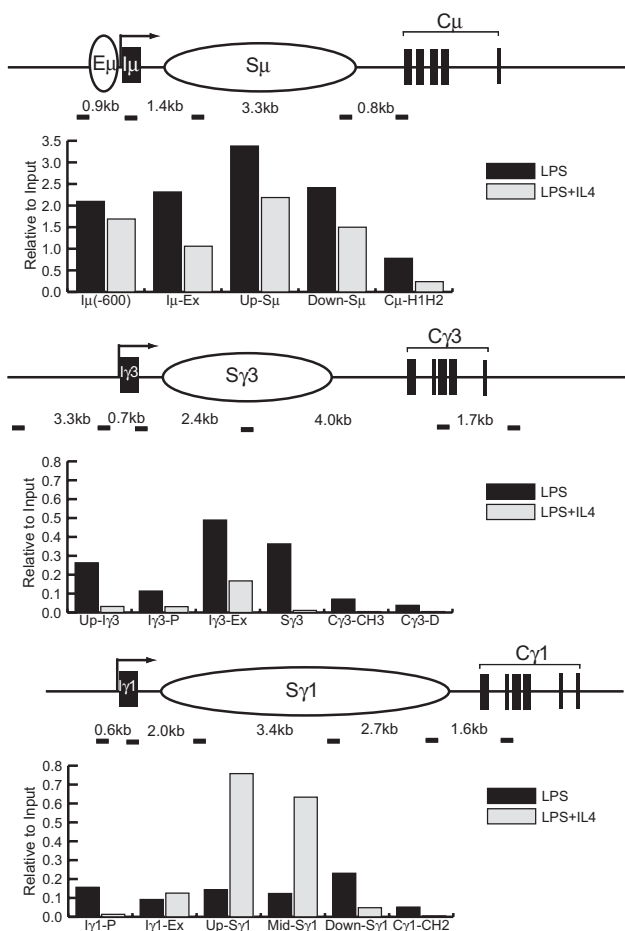 Cμ
Eμ Iμ Sμ
0.9kb 1.4kb 3.3kb 0.8kb
Relative to Input
3.5
3.0
2.5
2.0
1.5
1.0
0.5
0.0
LPS
LPS+IL4
Iμ(-600) Iμ-Ex Up-Sμ Down-Sμ Cμ-H1H2
Cγ3
Iγ3 Sγ3
3.3kb 0.7kb 2.4kb 4.0kb 1.7kb
Relative to Input
0.8
0.7
0.6
0.5
0.4
0.3
0.2
0.1
0.0
LPS
LPS+IL4
Up-Iγ3 Iγ3-P Iγ3-Ex Sγ3 Cγ3-CH3 Cγ3-D
Cγ1
Iγ1 Sγ1
0.6kb 2.0kb 3.4kb 2.7kb 1.6kb
Relative to Input
0.8
0.7
0.6
0.5
0.4
0.3
0.2
0.1
0.0
LPS
LPS+IL4
Iγ1-P Iγ1-Ex Up-Sγ1 Mid-Sγ1 Down-Sγ1 Cγ1-CH2